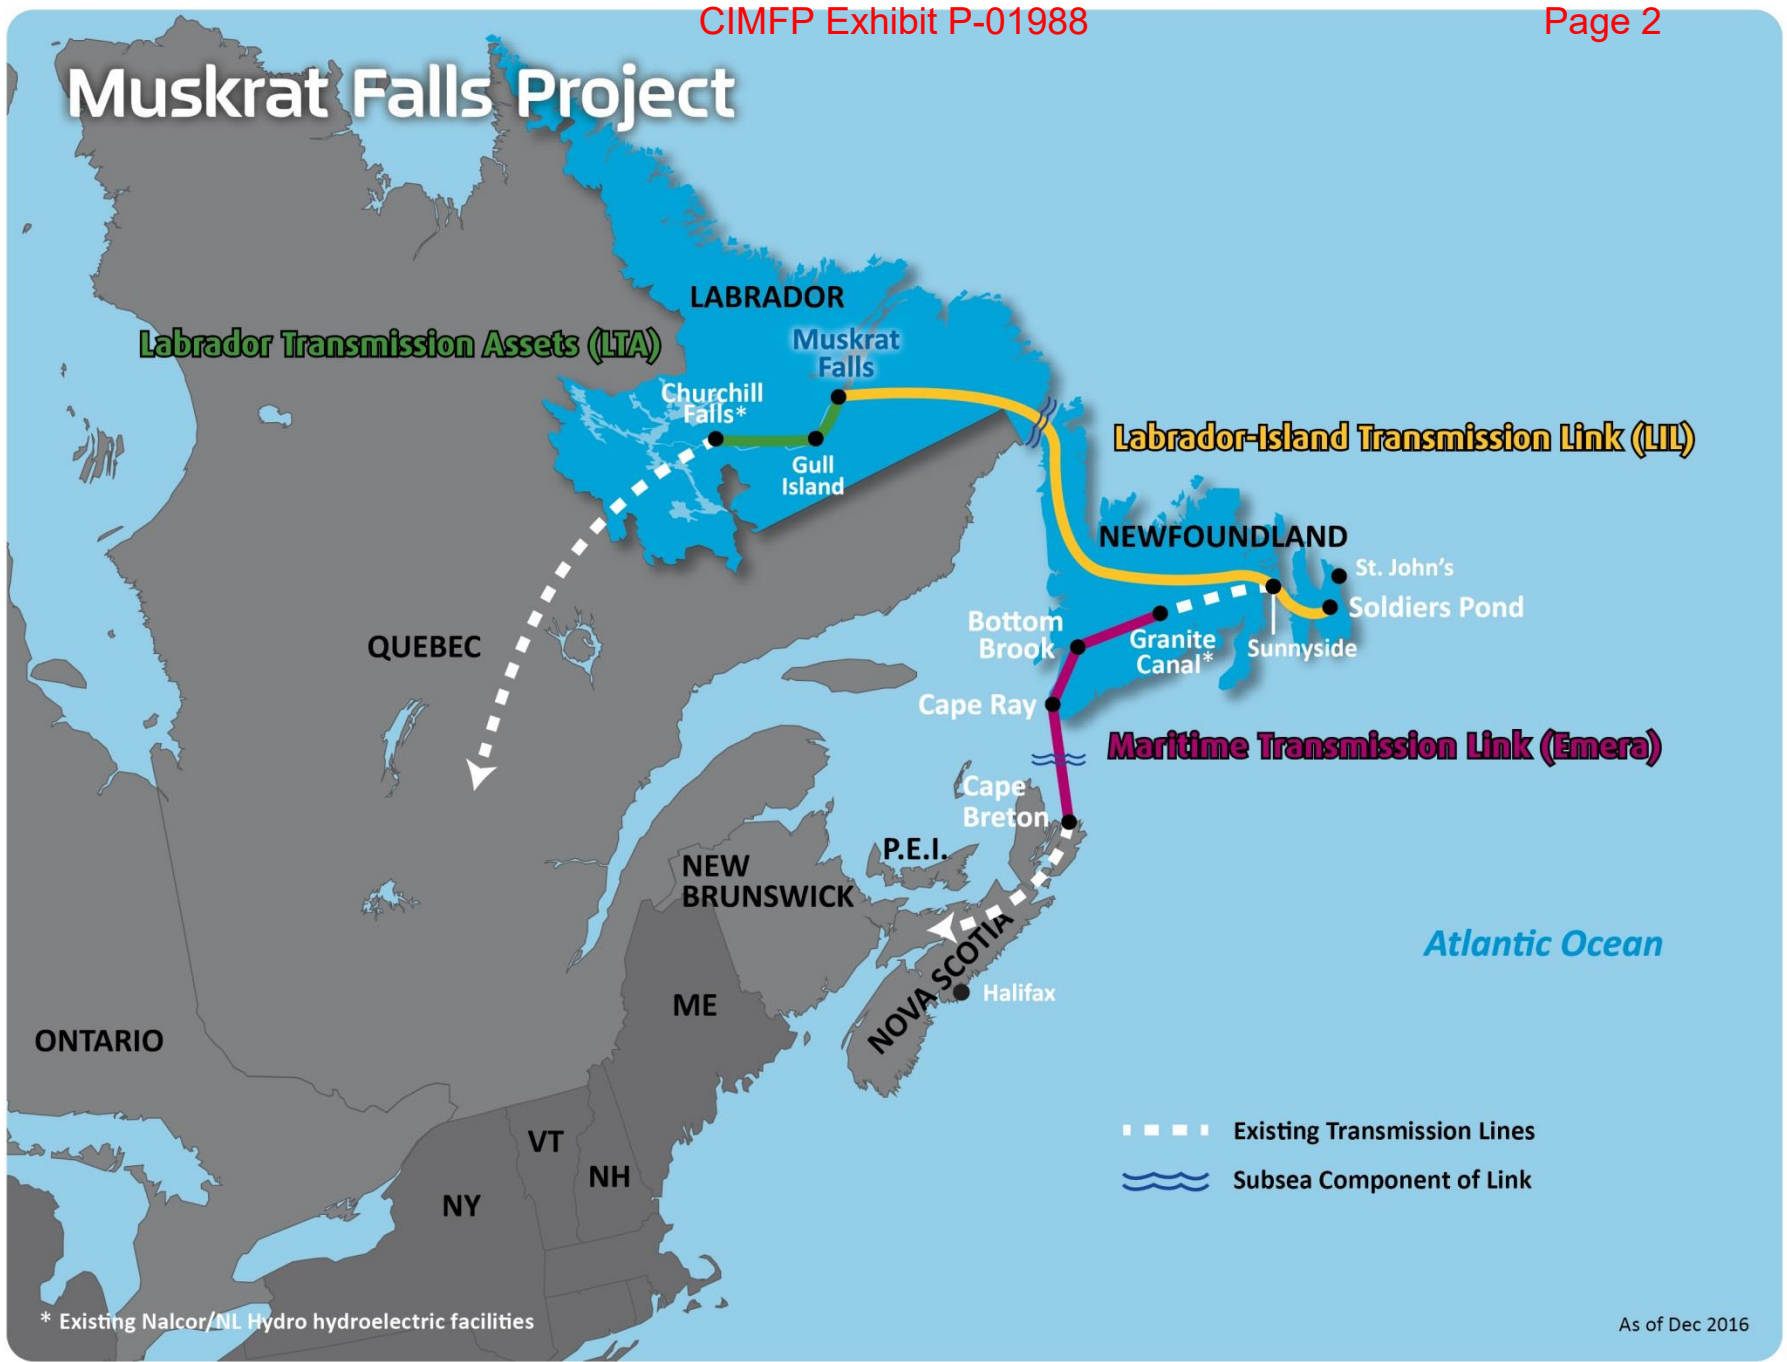 CIMFP Exhibit P-01988
Page 2
Muskrat Falls Project
LABRADOR
Labrador Transmission Assets (LTA)
Muskrat
Falls
Churchill
Falls*
Gull
Island
Labrador-Island Transmission Link (LIL)
NEWFOUNDLAND
St. John's
Soldiers Pond
Bottom
Brook
Granite
Canal*
Sunnyside
QUEBEC
Cape Ray
Maritime Transmission Link (Emera)
Cape
Breton
P.E.I.
NEW
BRUNSWICK
NOVA SCOTIA
Atlantic Ocean
Halifax
ME
ONTARIO
VT
NH
NY
Existing Transmission Lines
Subsea Component of Link
* Existing Nalcor/NL Hydro hydroelectric facilities
As of Dec 2016